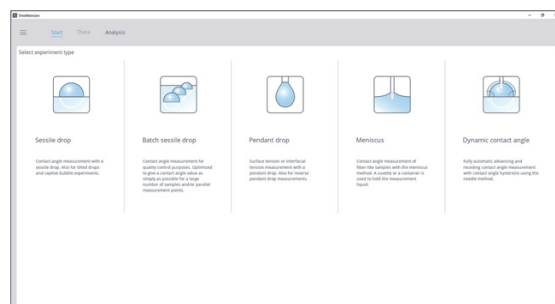 OneAttension
Start Theta Analysis
Select experiment type
Sessile drop
Contact angle measurement with a
sessile drop. Also for tilted drops
and captive bubble experiments.
Batch sessile drop
Contact angle measurement for
quality control purposes. Optimized
to give a contact angle value as
simply as possible for a large
number of samples and/or parallel
measurement points.
Pendant drop
Surface tension or interfacial
tension measurement with a
pendant drop. Also for reverse
pendant drop measurements.
Meniscus
Contact angle measurement of
fiber-like samples with the meniscus
method. A cuvette or a container is
used to hold the measurement
liquid.
Dynamic contact angle
Fully automatic advancing and
receding contact angle measurement
with contact angle hysteresis using the
needle method.